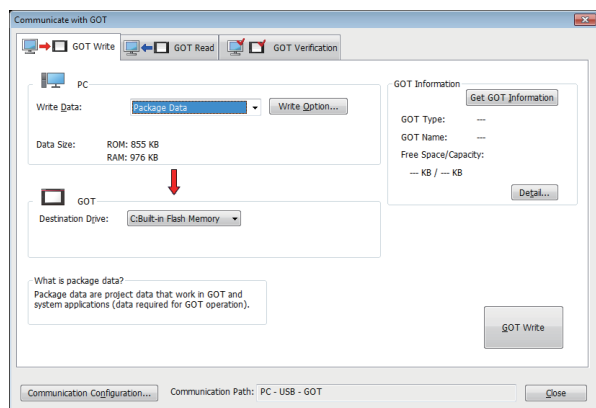 Communicate with GOT
GOT Write
GOT Read
GOT Verification
PC
Write Data:
Package Data
Write Option...
Data Size:
ROM: 855 KB
RAM: 976 KB
GOT
Destination Drive:
C:Built-in Flash Memory
What is package data?
Package data are project data that work in GOT and
system applications (data required for GOT operation).
GOT Information
Get GOT Information
GOT Type: ---
GOT Name: ---
Free Space/Capacity:
--- KB / --- KB
Detail...
GOT Write
Communication Configuration...
Communication Path: PC - USB - GOT
Close